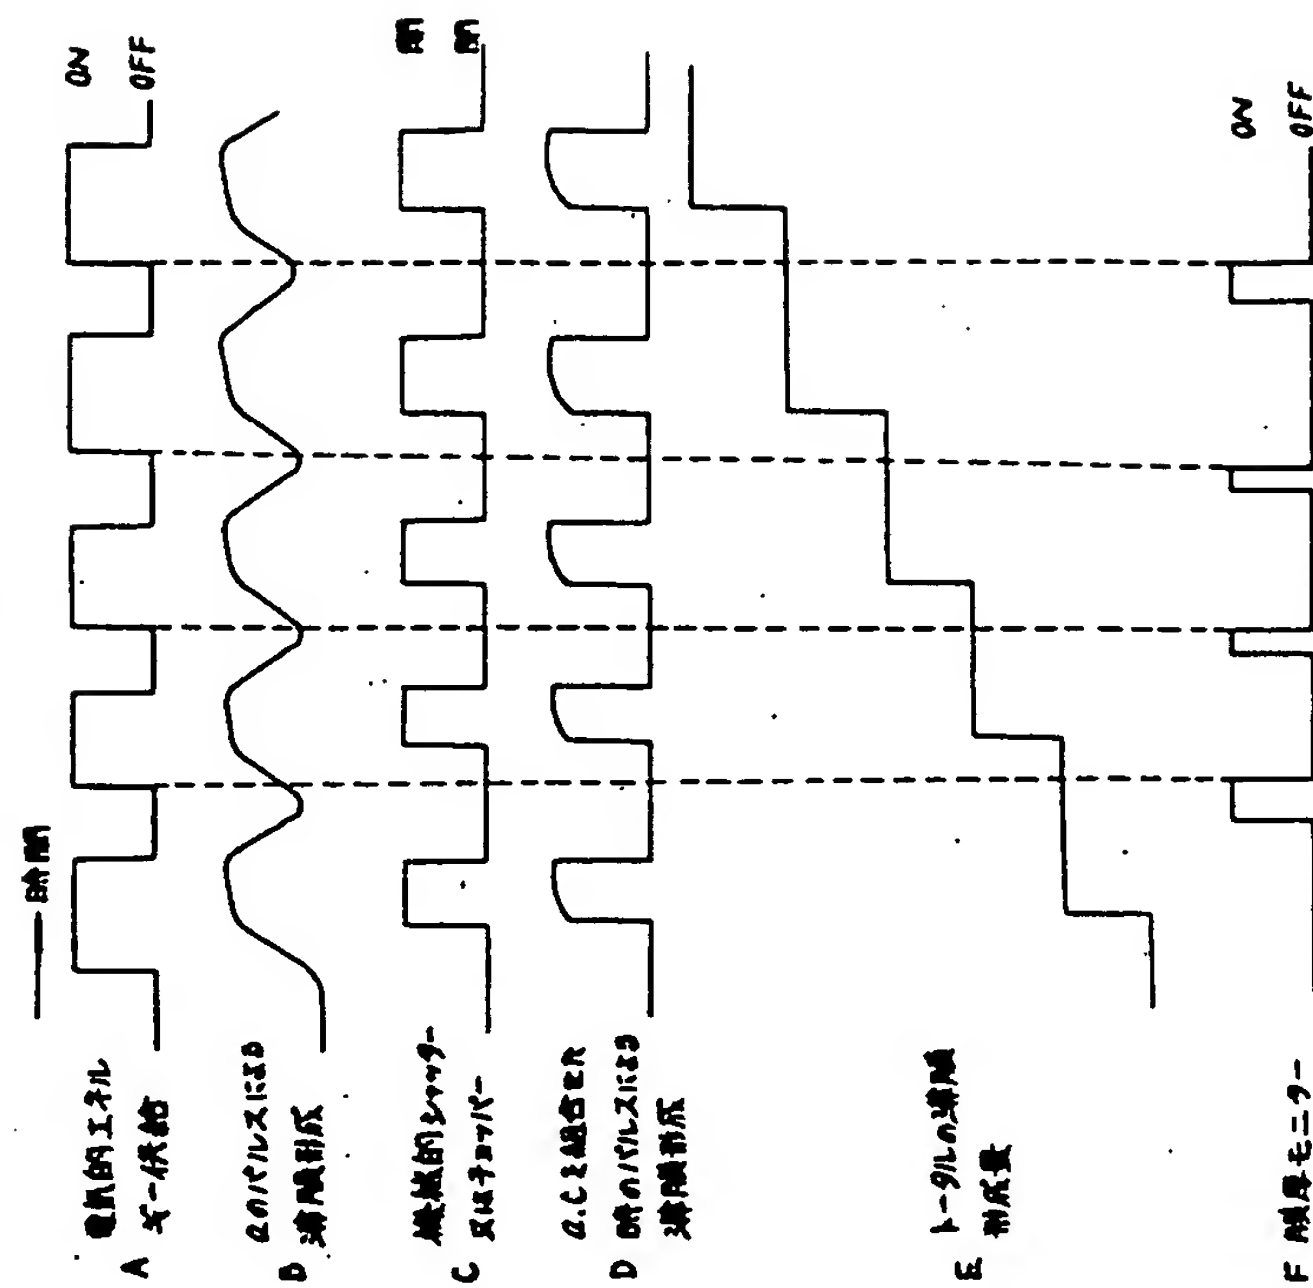 時間
A 電気的エネル
ギー供給
ON
OFF
B aのパルスによる
薄膜形成
C 機械的シャッター
又はチョッパー
開
閉
D a.Cと組合せた
時のパルスによる
薄膜形成
E トータルの薄膜
形成量
F 膜厚モニター
ON
OFF